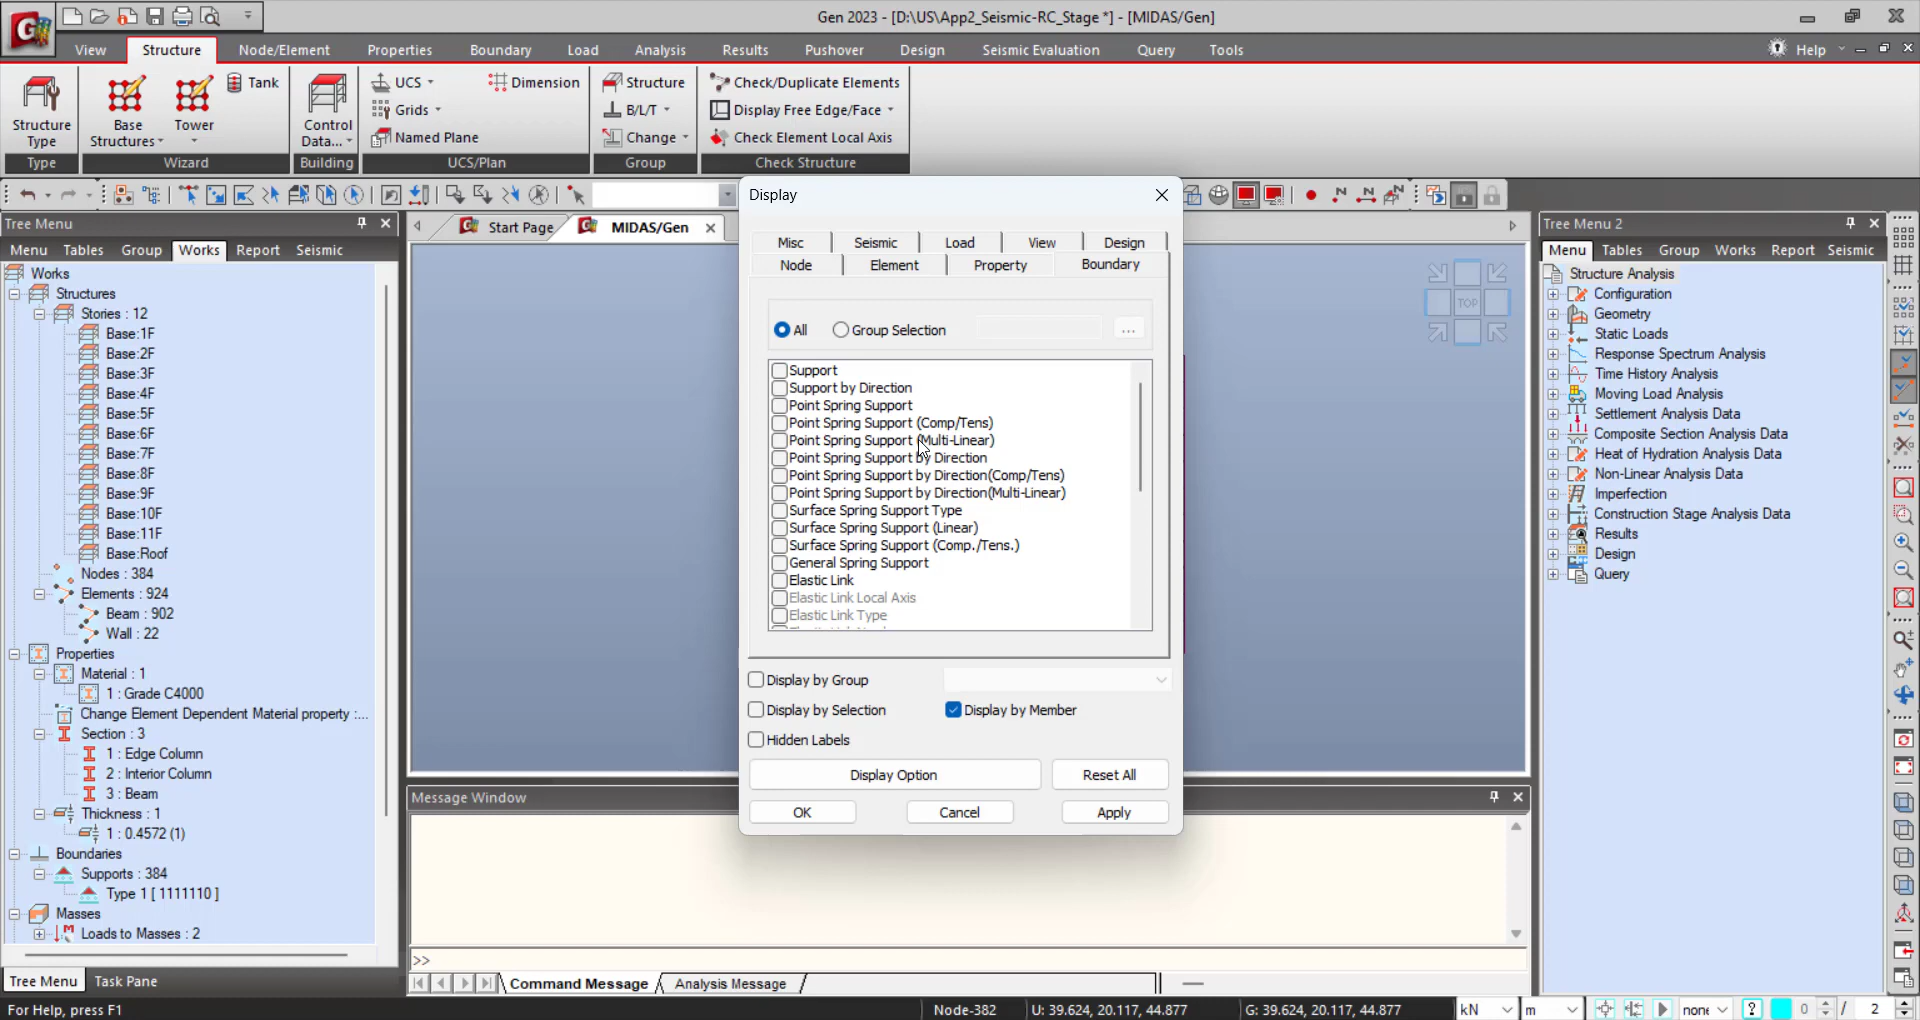 Gen 2023 - [D:\US\App2_Seismic-RC_Stage *] - [MIDAS/Gen]
View Structure Node/Element Properties Boundary Load Analysis Results Pushover Design Seismic Evaluation Query Tools Help
Structure Type
Type
Base Structures
Tower
Tank
Wizard
Control Data...
Building
UCS
Grids
Named Plane
Dimension
UCS/Plan
Structure
B/L/T
Change
Group
Check/Duplicate Elements
Display Free Edge/Face
Check Element Local Axis
Check Structure
Tree Menu
Menu Tables Group Works Report Seismic
Works
Structures
Stories : 12
Base:1F
Base:2F
Base:3F
Base:4F
Base:5F
Base:6F
Base:7F
Base:8F
Base:9F
Base:10F
Base:11F
Base:Roof
Nodes : 384
Elements : 924
Beam : 902
Wall : 22
Properties
Material : 1
1 : Grade C4000
Change Element Dependent Material property :...
Section : 3
1 : Edge Column
2 : Interior Column
3 : Beam
Thickness : 1
1 : 0.4572 (1)
Boundaries
Supports : 384
Type 1 [ 1111110 ]
Masses
Loads to Masses : 2
Tree Menu Task Pane
Start Page MIDAS/Gen
TOP
Display
Misc Seismic Load View Design
Node Element Property Boundary
All Group Selection ...
Support
Support by Direction
Point Spring Support
Point Spring Support (Comp/Tens)
Point Spring Support (Multi-Linear)
Point Spring Support by Direction
Point Spring Support by Direction(Comp/Tens)
Point Spring Support by Direction(Multi-Linear)
Surface Spring Support Type
Surface Spring Support (Linear)
Surface Spring Support (Comp./Tens.)
General Spring Support
Elastic Link
Elastic Link Local Axis
Elastic Link Type
Display by Group
Display by Selection Display by Member
Hidden Labels
Display Option Reset All
OK Cancel Apply
Message Window
>>
Command Message Analysis Message
Tree Menu 2
Menu Tables Group Works Report Seismic
Structure Analysis
Configuration
Geometry
Static Loads
Response Spectrum Analysis
Time History Analysis
Moving Load Analysis
Settlement Analysis Data
Composite Section Analysis Data
Heat of Hydration Analysis Data
Non-Linear Analysis Data
Imperfection
Construction Stage Analysis Data
Results
Design
Query
For Help, press F1 Node-382 U: 39.624, 20.117, 44.877 G: 39.624, 20.117, 44.877 kN m none ? 0 / 2